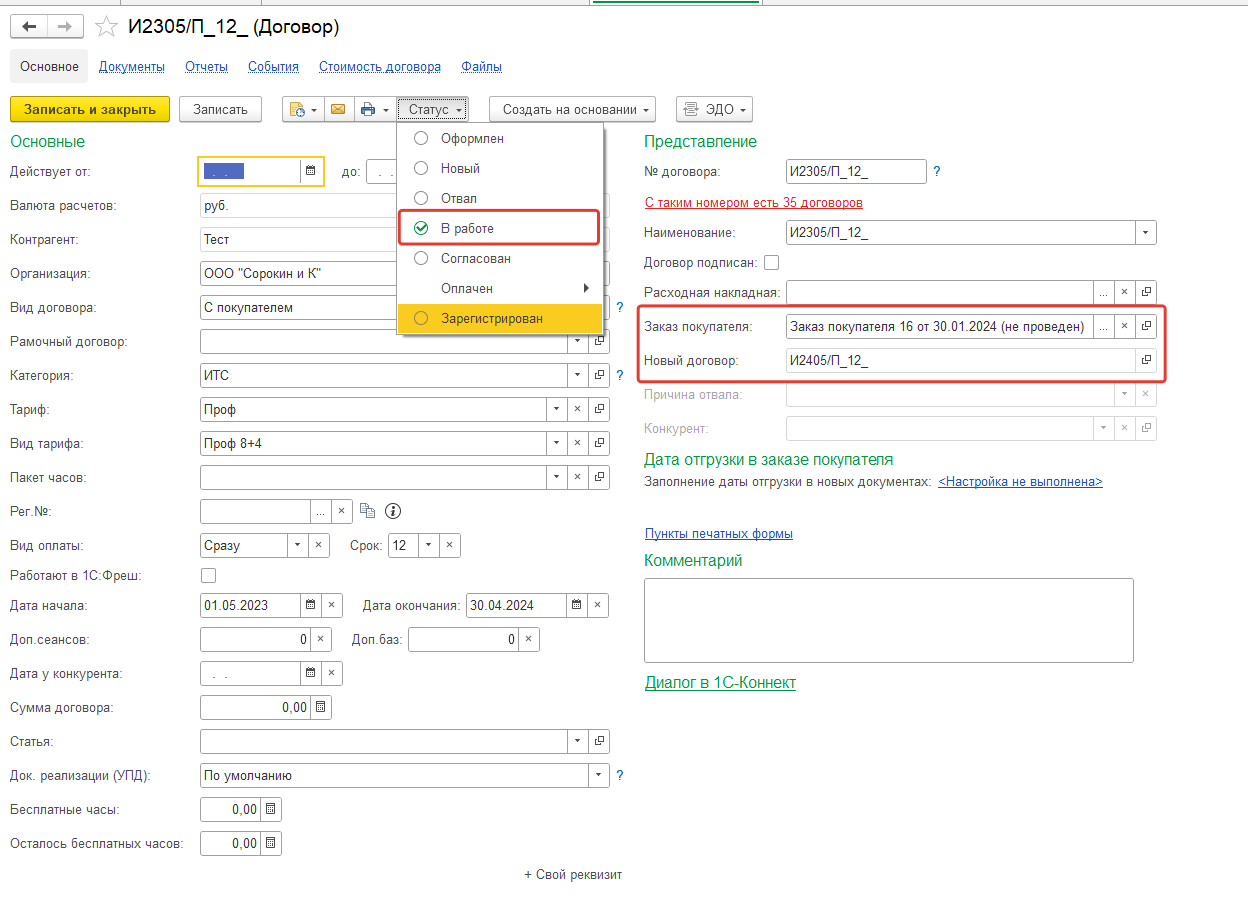 И2305/П_12_ (Договор)
Основное Документы Отчеты События Стоимость договора Файлы
Записать и закрыть Записать Статус Создать на основании ЭДО
Оформлен
Новый
Отвал
В работе
Согласован
Оплачен
Зарегистрирован
Основные
Действует от: . . до: . .
Валюта расчетов: руб.
Контрагент: Тест
Организация: ООО "Сорокин и К"
Вид договора: С покупателем ?
Рамочный договор:
Категория: ИТС ?
Тариф: Проф
Вид тарифа: Проф 8+4
Пакет часов:
Рег.№: ...
Вид оплаты: Сразу Срок: 12
Работают в 1С:Фреш:
Дата начала: 01.05.2023 Дата окончания: 30.04.2024
Доп.сеансов: 0 Доп.баз: 0
Дата у конкурента: . .
Сумма договора: 0,00
Статья:
Док. реализации (УПД): По умолчанию ?
Бесплатные часы: 0,00
Осталось бесплатных часов: 0,00
+ Свой реквизит
Представление
№ договора: И2305/П_12_ ?
С таким номером есть 35 договоров
Наименование: И2305/П_12_
Договор подписан:
Расходная накладная: ...
Заказ покупателя: Заказ покупателя 16 от 30.01.2024 (не проведен) ...
Новый договор: И2405/П_12_
Причина отвала:
Конкурент:
Дата отгрузки в заказе покупателя
Заполнение даты отгрузки в новых документах: <Настройка не выполнена>
Пункты печатных формы
Комментарий
Диалог в 1С-Коннект